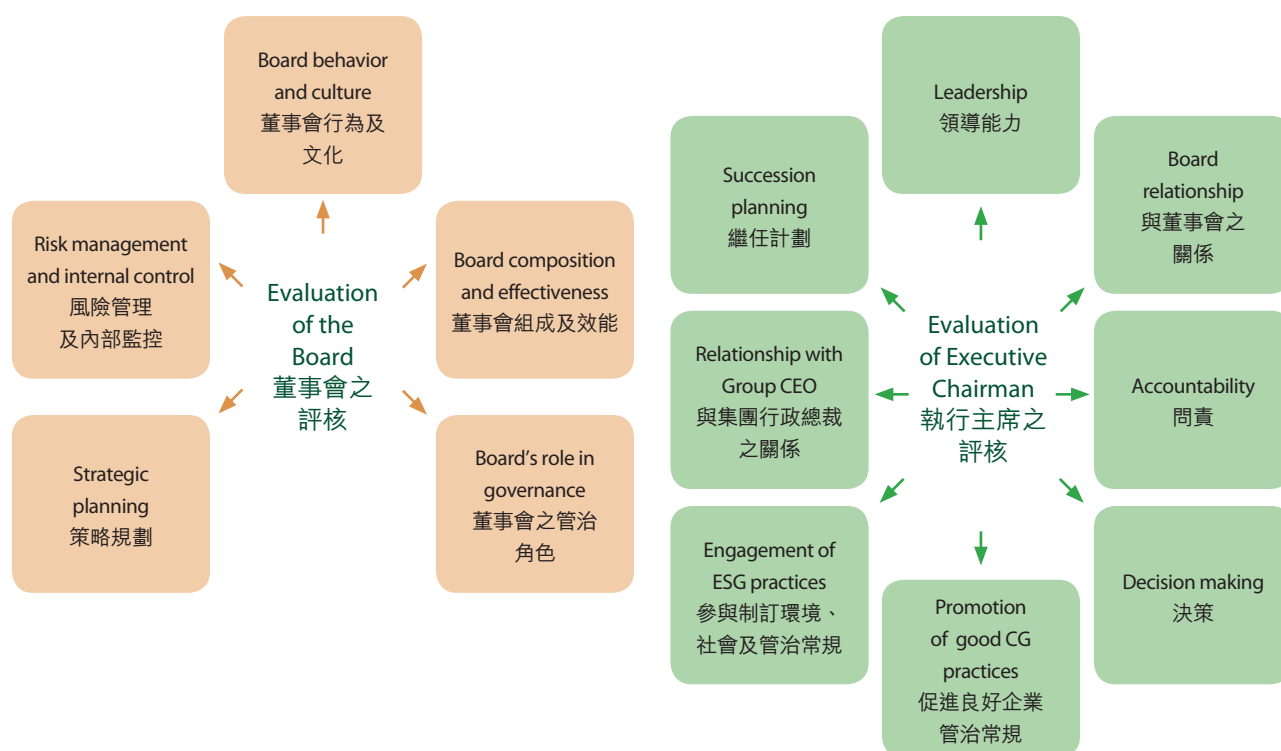 Board behavior
and culture
董事會行為及
文化
Risk management
and internal control
風險管理
及內部監控
Evaluation
of the
Board
董事會之
評核
Board composition
and effectiveness
董事會組成及效能
Strategic
planning
策略規劃
Board's role in
governance
董事會之管治
角色
Leadership
領導能力
Succession
planning
繼任計劃
Board
relationship
與董事會之
關係
Relationship with
Group CEO
與集團行政總裁
之關係
Evaluation
of Executive
Chairman
執行主席之
評核
Accountability
問責
Engagement of
ESG practices
參與制訂環境、
社會及管治常規
Promotion
of good CG
practices
促進良好企業
管治常規
Decision making
決策